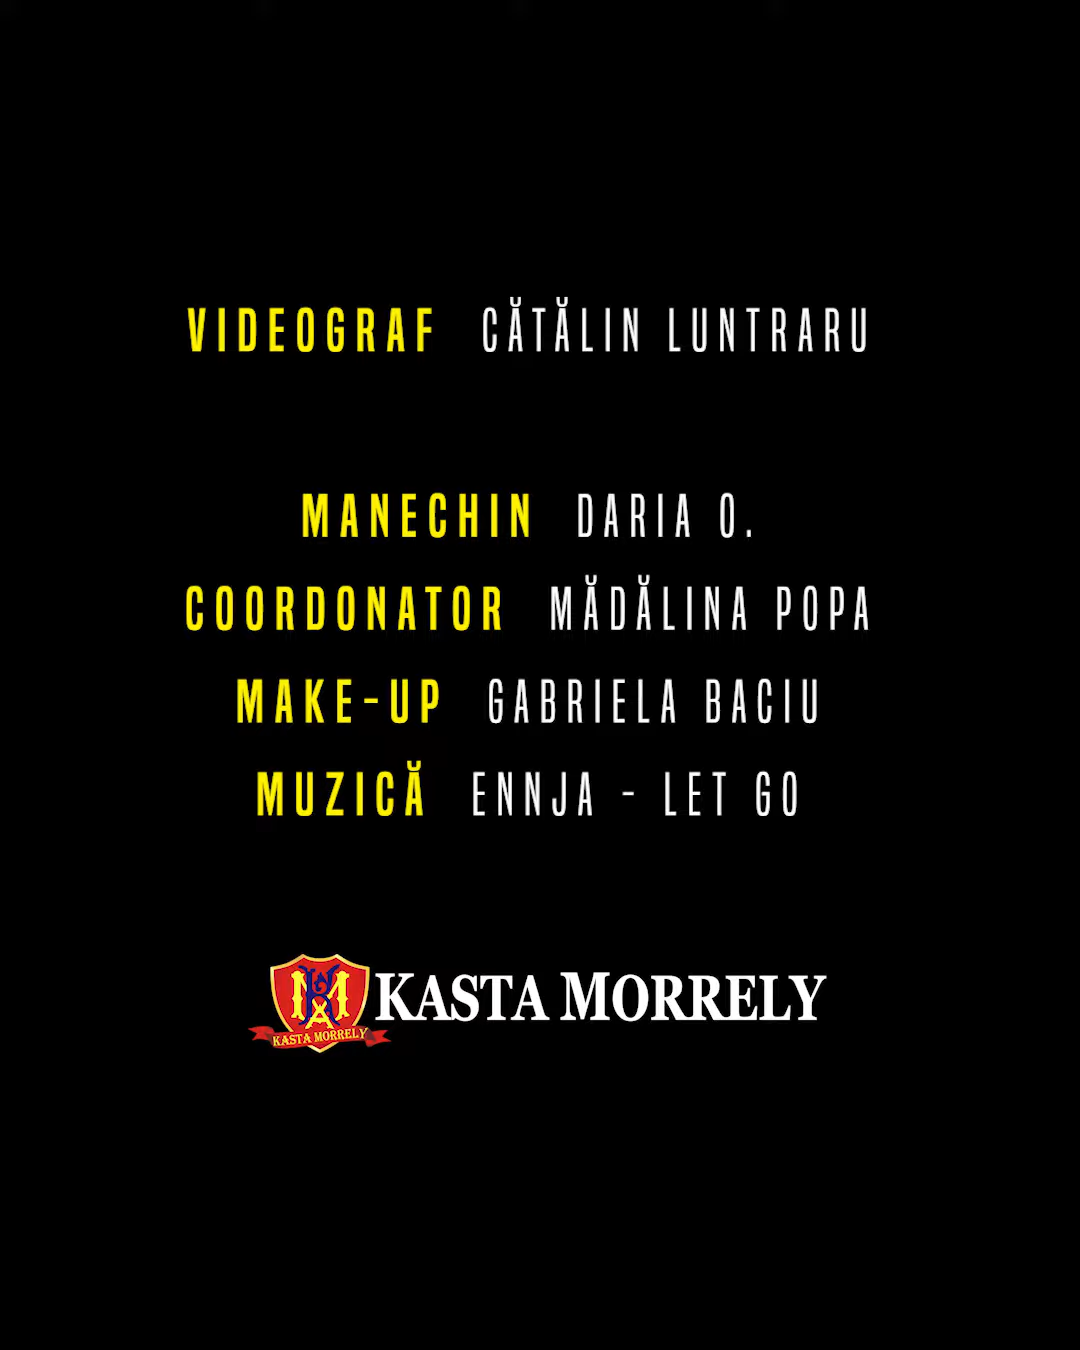 VIDEOGRAF CĂTĂLIN LUNTRARU
MANECHIN DARIA O.
COORDONATOR MĂDĂLINA POPA
MAKE-UP GABRIELA BACIU
MUZICĂ ENNJA - LET GO
KASTA MORRELY
KASTA MORRELY